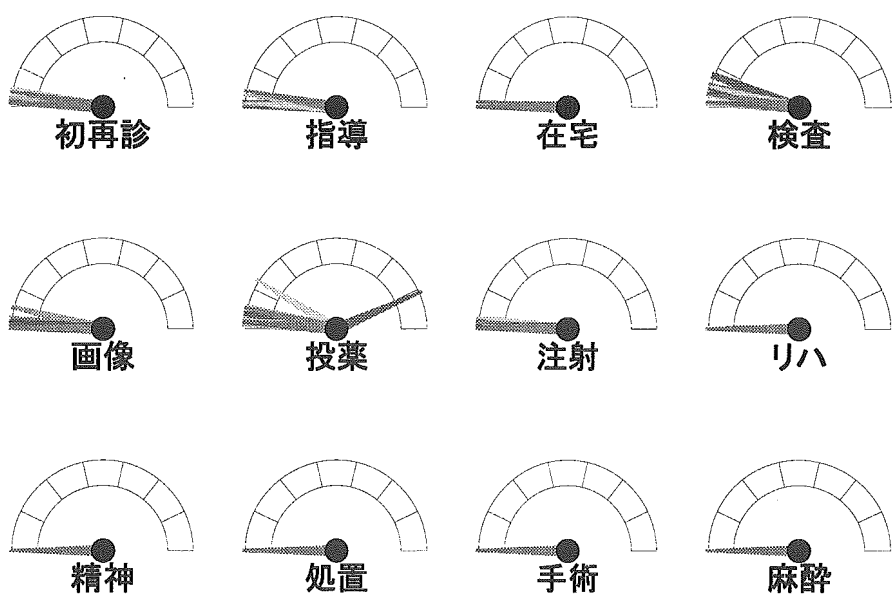 初再診 指導 在宅 検査
画像 投薬 注射 リハ
精神 処置 手術 麻酔